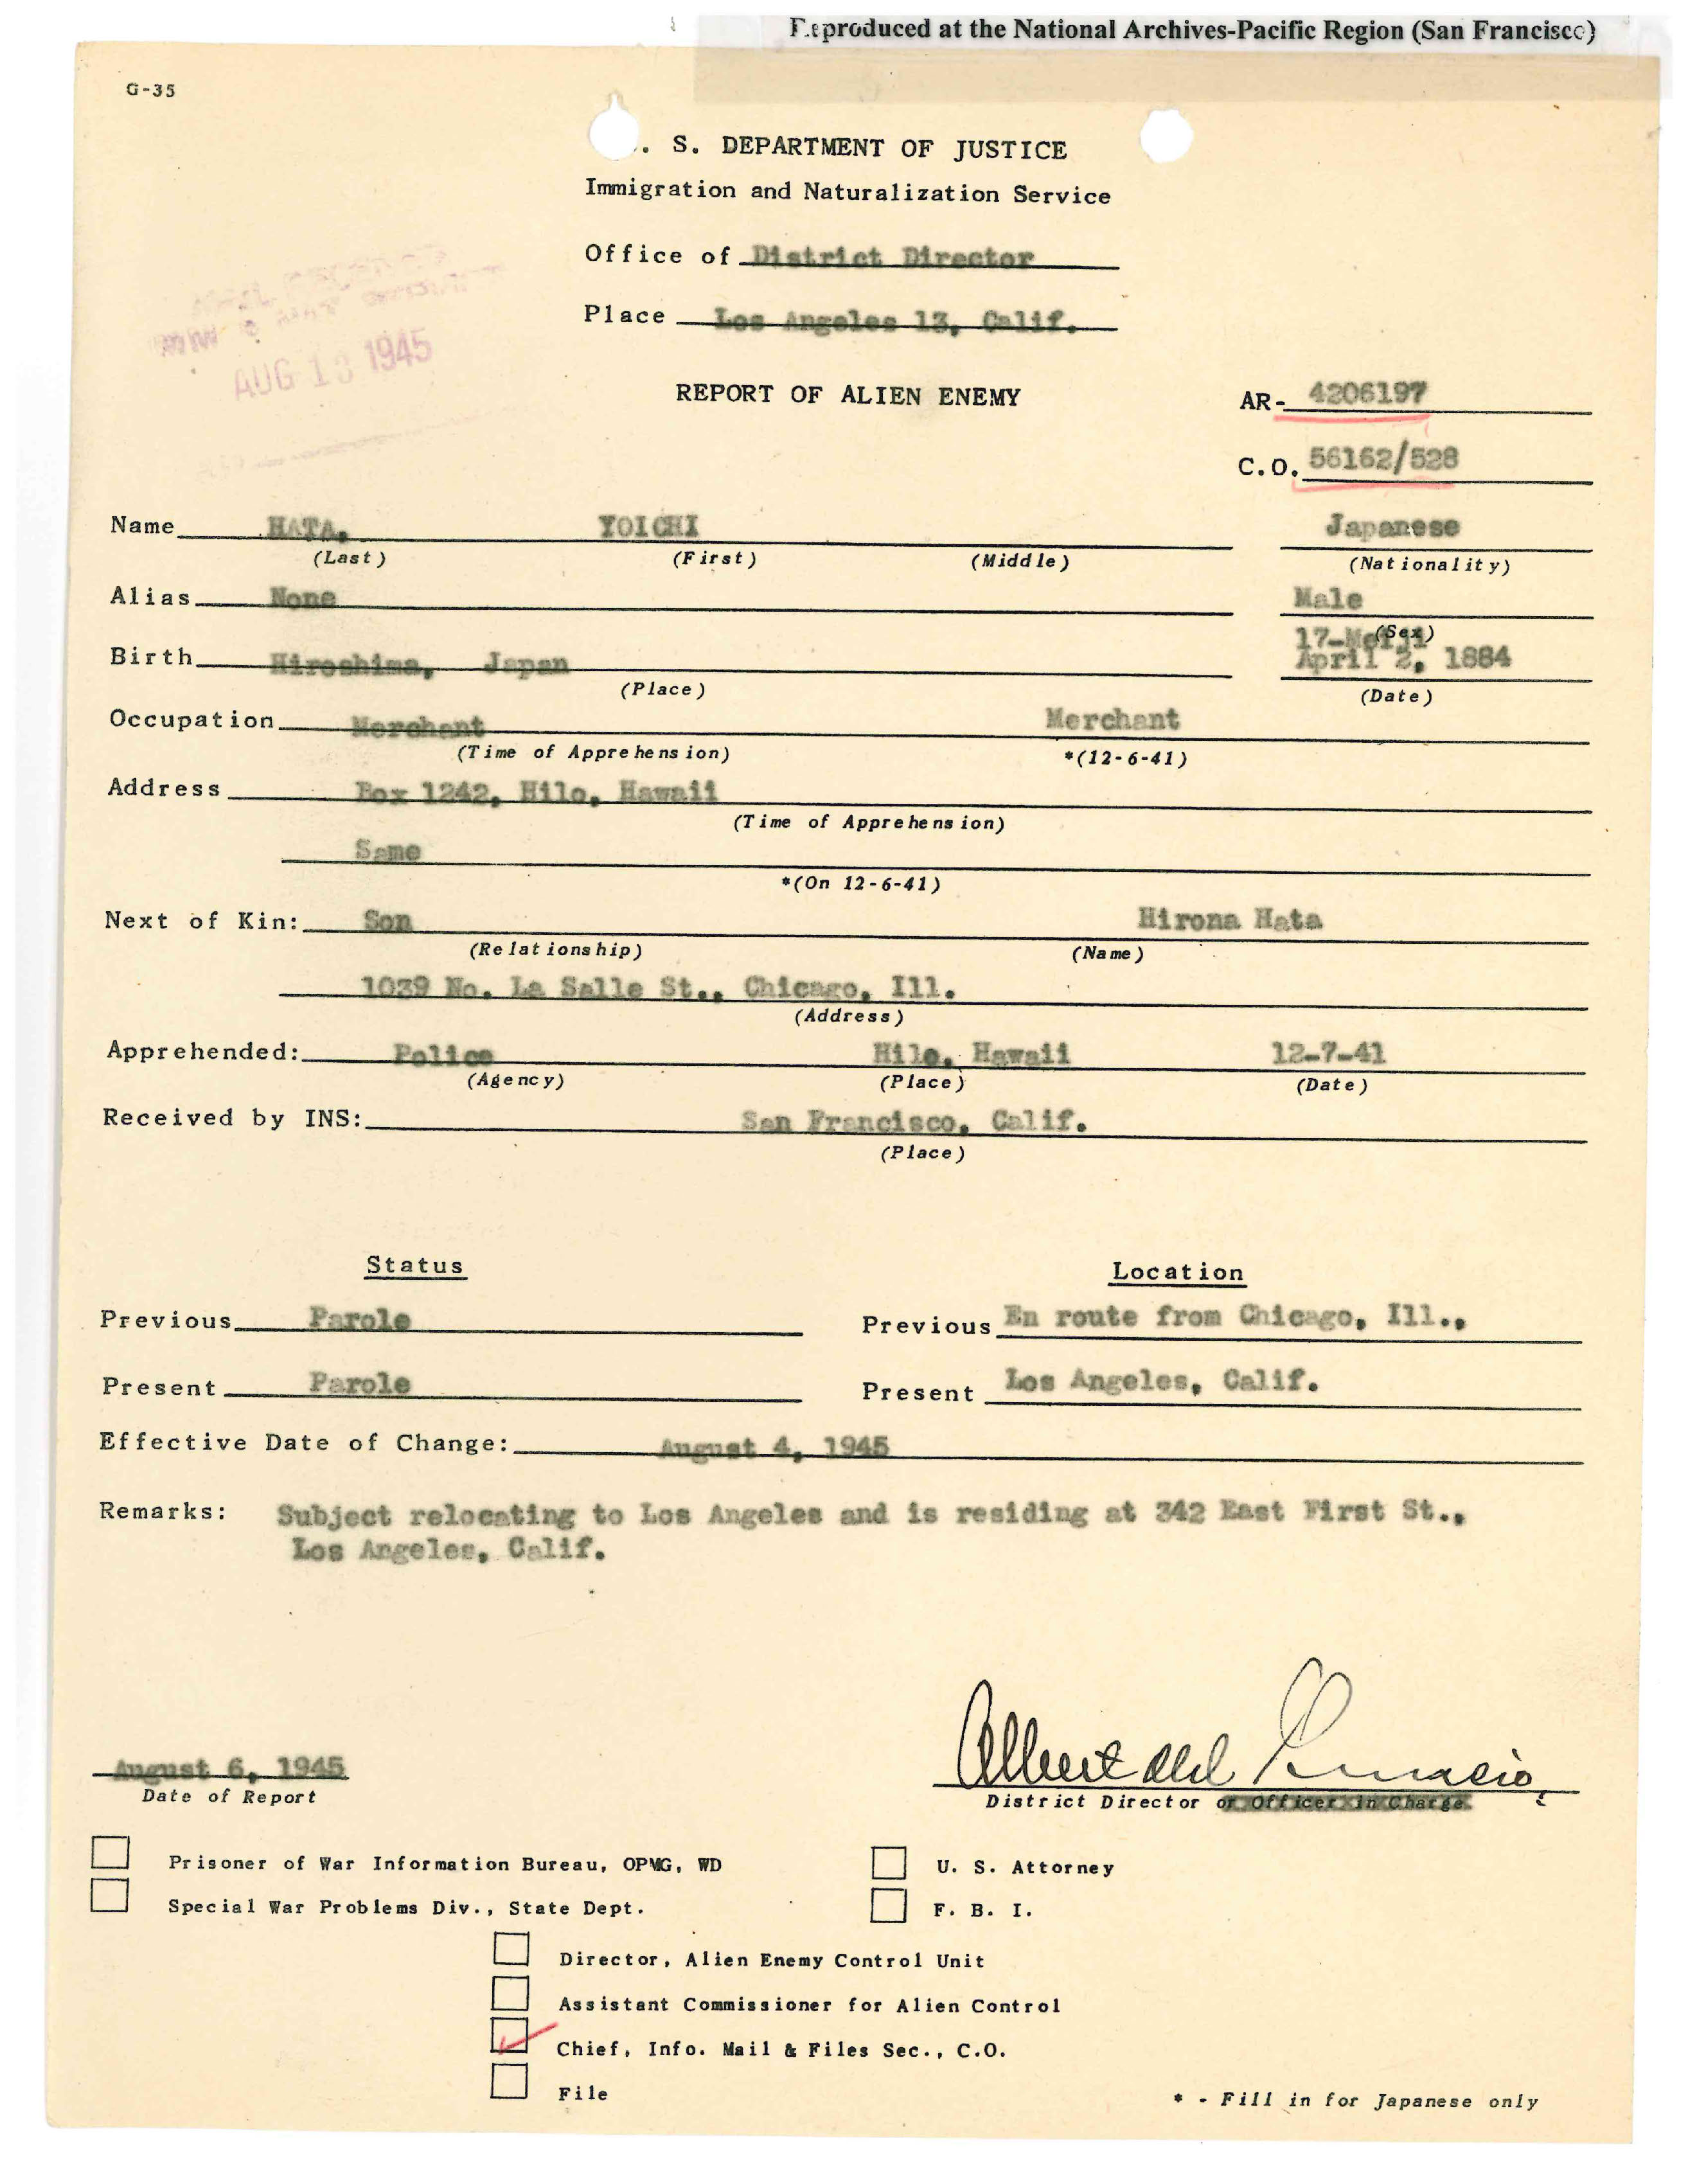 Reproduced at the National Archives-Pacific Region (San Francisco)
G-35
. S. DEPARTMENT OF JUSTICE
Immigration and Naturalization Service
Office of District Director
Place Los Angeles 13, Calif.
AUG 13 1945
REPORT OF ALIEN ENEMY
AR- 4206197
C.O. 56162/528
Name HATA, YOICHI Japanese
(Last) (First) (Middle) (Nationality)
Alias None Male
(Sex)
17-Meiji
Birth Hiroshima, Japan April 2, 1884
(Place) (Date)
Occupation Merchant Merchant
(Time of Apprehension) *(12-6-41)
Address Box 1242, Hilo, Hawaii
(Time of Apprehension)
Same
*(On 12-6-41)
Next of Kin: Son Hirona Hata
(Relationship) (Name)
1039 No. La Salle St., Chicago, Ill.
(Address)
Apprehended: Police Hilo, Hawaii 12-7-41
(Agency) (Place) (Date)
Received by INS: San Francisco, Calif.
(Place)
Status Location
Previous Parole Previous En route from Chicago, Ill.,
Present Parole Present Los Angeles, Calif.
Effective Date of Change: August 4, 1945
Remarks: Subject relocating to Los Angeles and is residing at 342 East First St.,
Los Angeles, Calif.
August 6, 1945 Albert del
Date of Report District Director or Officer in Charge
Prisoner of War Information Bureau, OPMG, WD U. S. Attorney
Special War Problems Div., State Dept. F. B. I.
Director, Alien Enemy Control Unit
Assistant Commissioner for Alien Control
Chief, Info. Mail & Files Sec., C.O.
File
* - Fill in for Japanese only